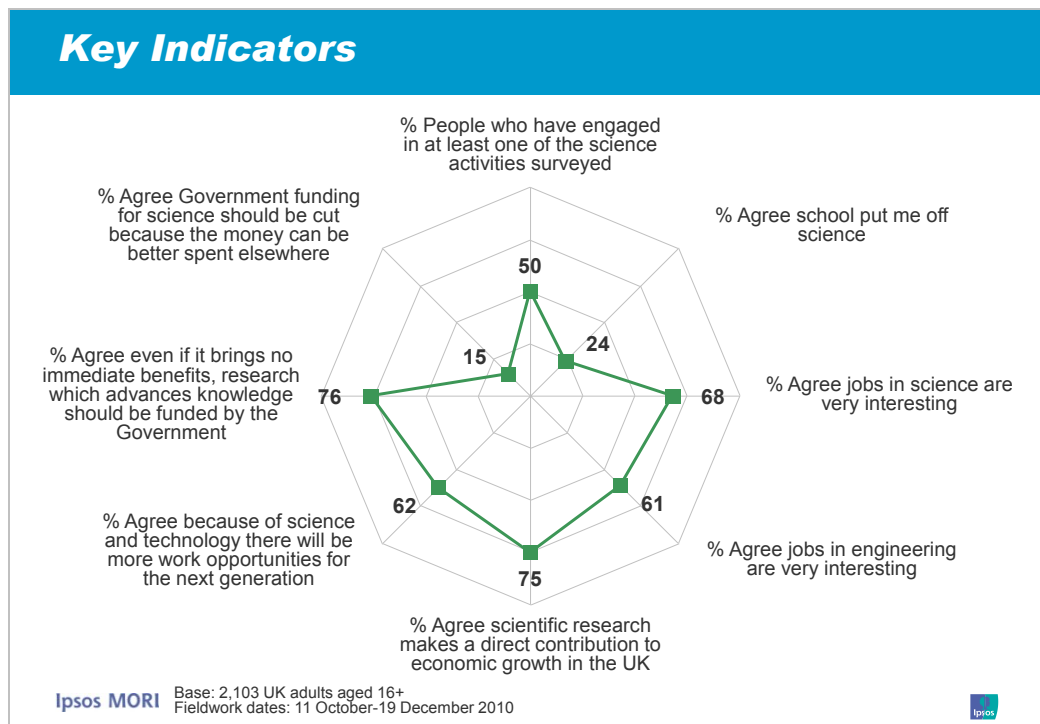 Key Indicators
% People who have engaged
in at least one of the science
activities surveyed
% Agree Government funding
for science should be cut
because the money can be
better spent elsewhere
% Agree school put me off
science
50
15
24
% Agree even if it brings no
immediate benefits, research
which advances knowledge
should be funded by the
Government
76
68
% Agree jobs in science are
very interesting
62
61
% Agree because of science
and technology there will be
more work opportunities for
the next generation
% Agree jobs in engineering
are very interesting
75
% Agree scientific research
makes a direct contribution to
economic growth in the UK
Ipsos MORI
Base: 2,103 UK adults aged 16+
Fieldwork dates: 11 October-19 December 2010
Ipsos